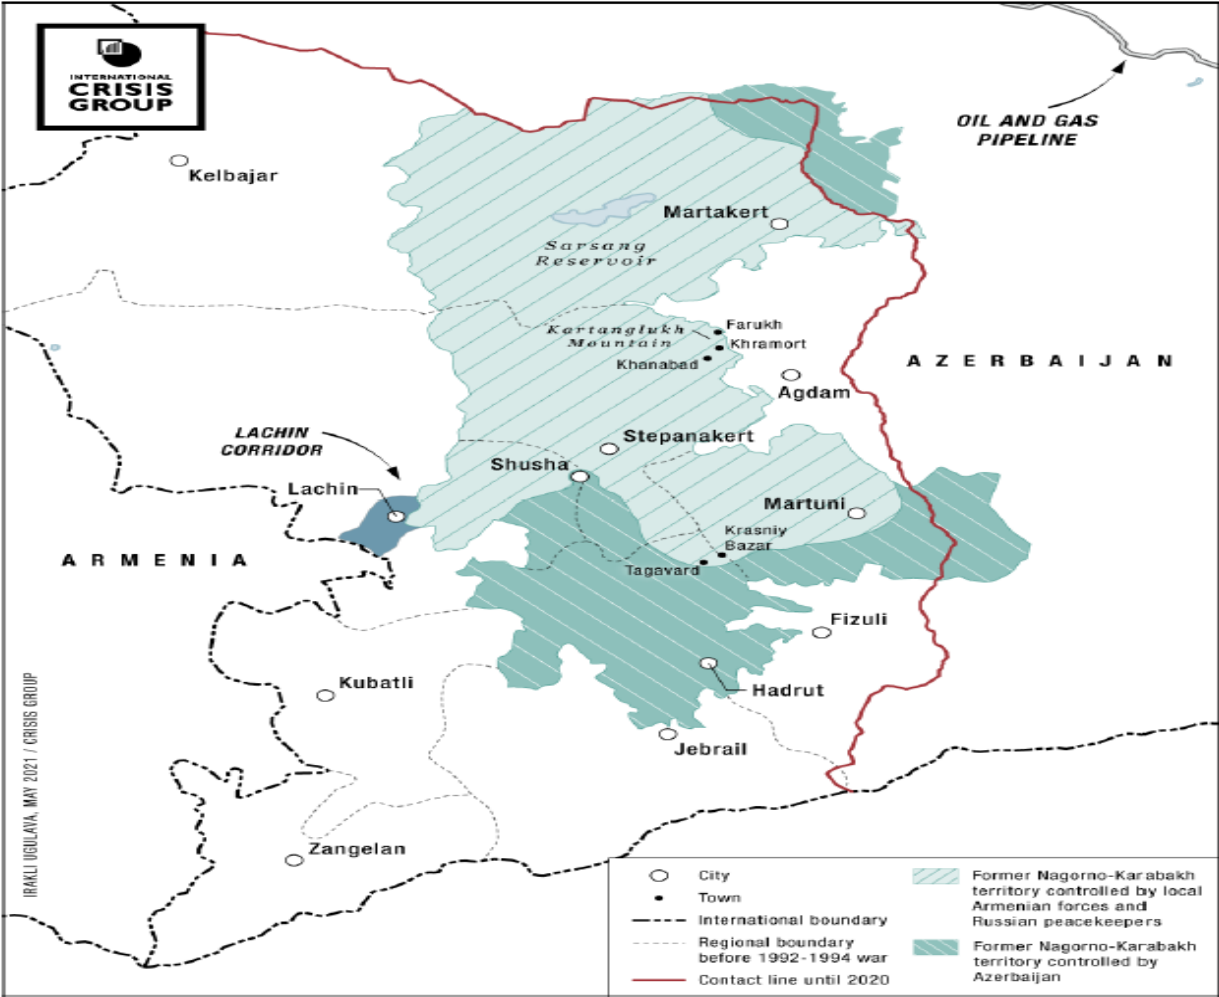 INTERNATIONAL
CRISIS
GROUP
OIL AND GAS
PIPELINE
Kelbajar
Martakert
Sarsang
Reservoir
Kartanglukh
Mountain
Farukh
Khramort
Khanabad
AZERBAIJAN
Agdam
LACHIN
CORRIDOR
Stepanakert
Shusha
Lachin
Martuni
Krasniy
Bazar
ARMENIA
Tagavard
Fizuli
Kubatli
Hadrut
Jebrail
Zangelan
IRAKLI UGULAVA, MAY 2021 / CRISIS GROUP
City
Town
International boundary
Regional boundary
before 1992-1994 war
Contact line until 2020
Former Nagorno-Karabakh
territory controlled by local
Armenian forces and
Russian peacekeepers
Former Nagorno-Karabakh
territory controlled by
Azerbaijan